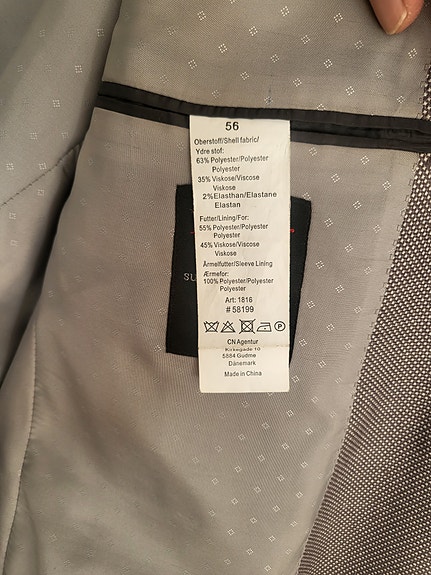 56
Oberstoff/Shell fabric/
Ydre stof:
63% Polyester/Polyester
Polyester
35% Viskose/Viscose
Viskose
2% Elasthan/Elastane
Elastan
Futter/Lining/For:
55% Polyester/Polyester
Polyester
45% Viskose/Viscose
Viskose
Ärmelfutter/Sleeve Lining
Ærmefor:
100% Polyester/Polyester
Polyester
Art: 1816
# 58199
P
CN Agentur
Kirkegade 10
5884 Gudme
Dänemark
Made in China
SU